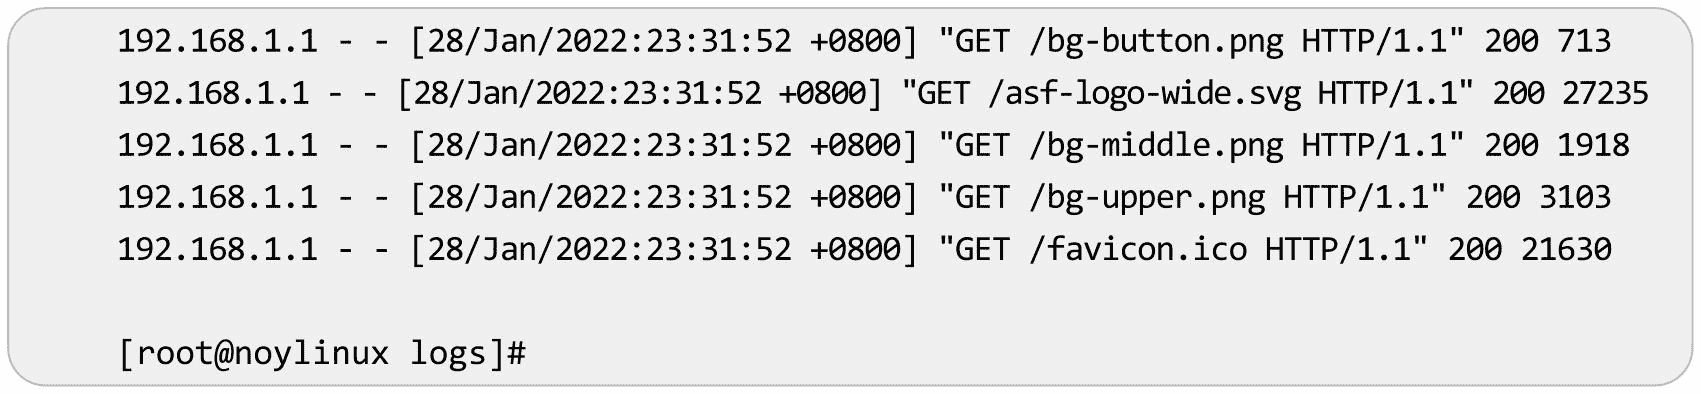 192.168.1.1 - - [28/Jan/2022:23:31:52 +0800] "GET /bg-button.png HTTP/1.1" 200 713
192.168.1.1 - - [28/Jan/2022:23:31:52 +0800] "GET /asf-logo-wide.svg HTTP/1.1" 200 27235
192.168.1.1 - - [28/Jan/2022:23:31:52 +0800] "GET /bg-middle.png HTTP/1.1" 200 1918
192.168.1.1 - - [28/Jan/2022:23:31:52 +0800] "GET /bg-upper.png HTTP/1.1" 200 3103
192.168.1.1 - - [28/Jan/2022:23:31:52 +0800] "GET /favicon.ico HTTP/1.1" 200 21630
[root@noylinux logs]#